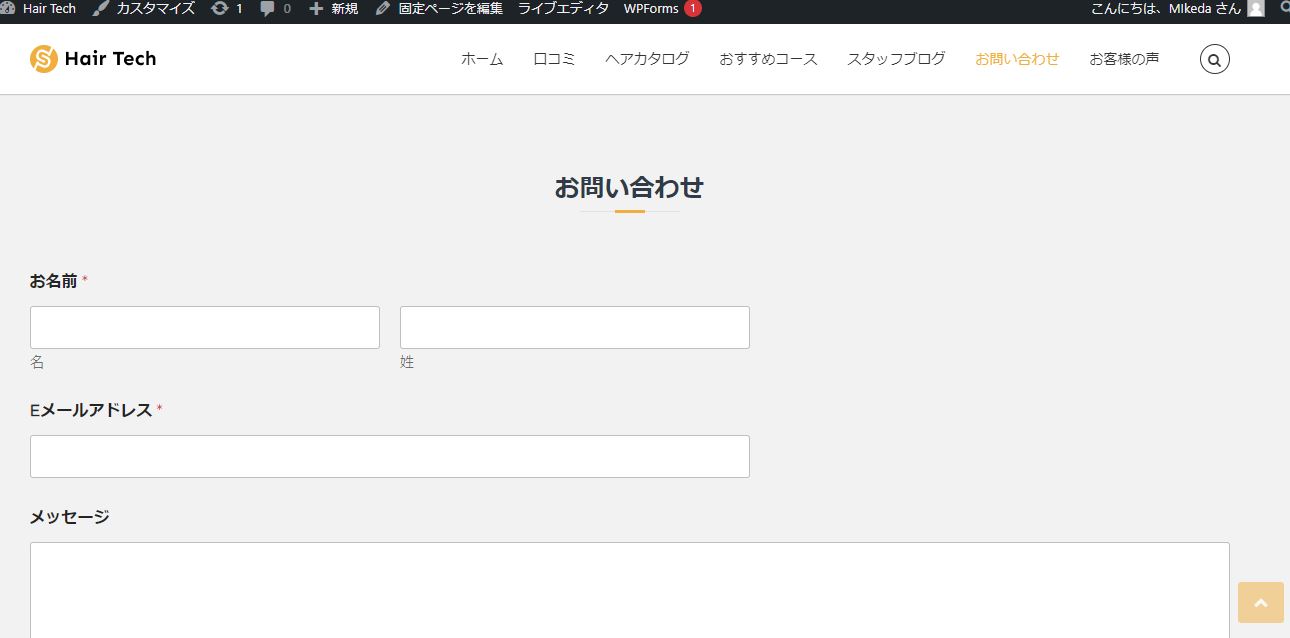 Hair Tech カスタマイズ 1 0 新規 固定ページを編集 ライブエディタ WPForms 1 こんにちは、MIkeda さん
Hair Tech ホーム 口コミ ヘアカタログ おすすめコース スタッフブログ お問い合わせ お客様の声
お問い合わせ
お名前 *
名 姓
Eメールアドレス *
メッセージ